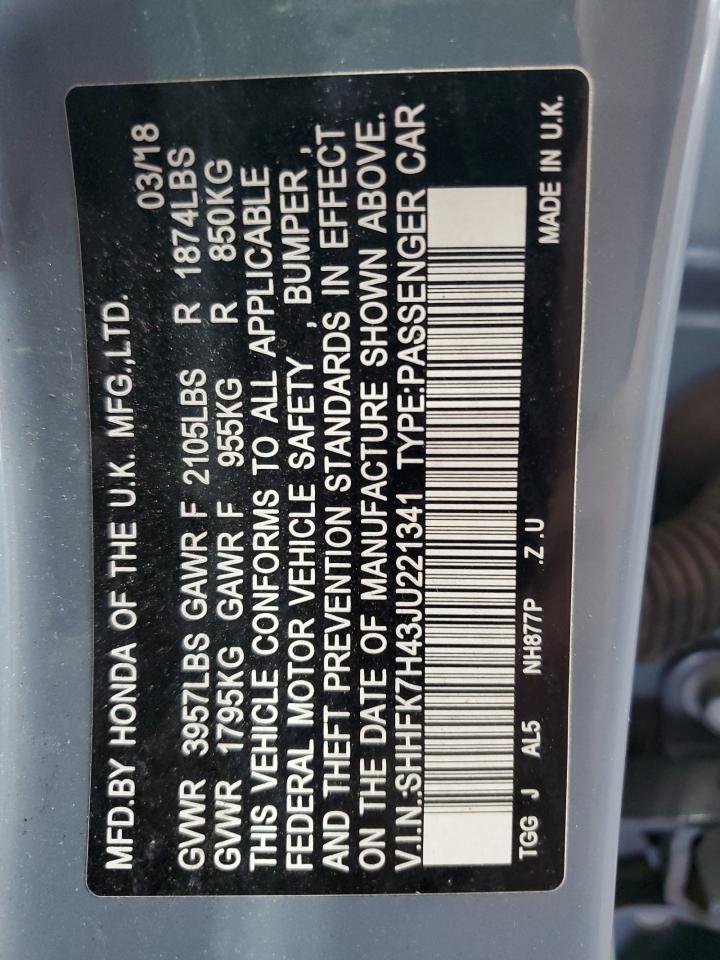 MFD.BY HONDA OF THE U.K. MFG.,LTD. 03/18
GVWR 3957LBS GAWR F 2105LBS R 1874LBS
GVWR 1795KG GAWR F 955KG R 850KG
THIS VEHICLE CONFORMS TO ALL APPLICABLE
FEDERAL MOTOR VEHICLE SAFETY , BUMPER ,
AND THEFT PREVENTION STANDARDS IN EFFECT
ON THE DATE OF MANUFACTURE SHOWN ABOVE.
V.I.N.:SHHFK7H43JU221341 TYPE:PASSENGER CAR
TGG J AL5 NH877P .Z .U MADE IN U.K.